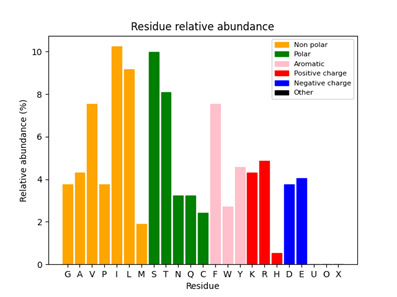 Residue relative abundance
Relative abundance (%)
10
8
6
4
2
0
Non polar
Polar
Aromatic
Positive charge
Negative charge
Other
G A V P I L M S T N Q C F W Y K R H D E U O X
Residue